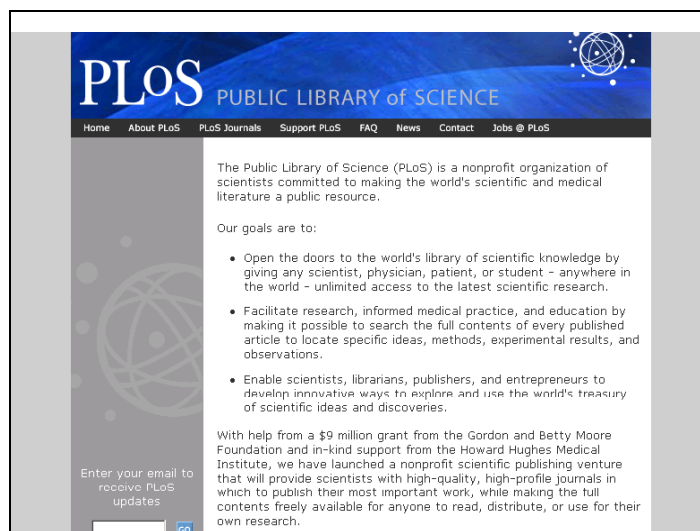 PLoS PUBLIC LIBRARY of SCIENCE
Home About PLoS PLoS Journals Support PLoS FAQ News Contact Jobs @ PLoS
The Public Library of Science (PLoS) is a nonprofit organization of
scientists committed to making the world's scientific and medical
literature a public resource.
Our goals are to:
• Open the doors to the world's library of scientific knowledge by
giving any scientist, physician, patient, or student - anywhere in
the world - unlimited access to the latest scientific research.
• Facilitate research, informed medical practice, and education by
making it possible to search the full contents of every published
article to locate specific ideas, methods, experimental results, and
observations.
• Enable scientists, librarians, publishers, and entrepreneurs to
develop innovative ways to explore and use the world's treasury
of scientific ideas and discoveries.
With help from a $9 million grant from the Gordon and Betty Moore
Foundation and in-kind support from the Howard Hughes Medical
Institute, we have launched a nonprofit scientific publishing venture
that will provide scientists with high-quality, high-profile journals in
which to publish their most important work, while making the full
contents freely available for anyone to read, distribute, or use for their
own research.
Enter your email to
receive PLoS
updates
GO